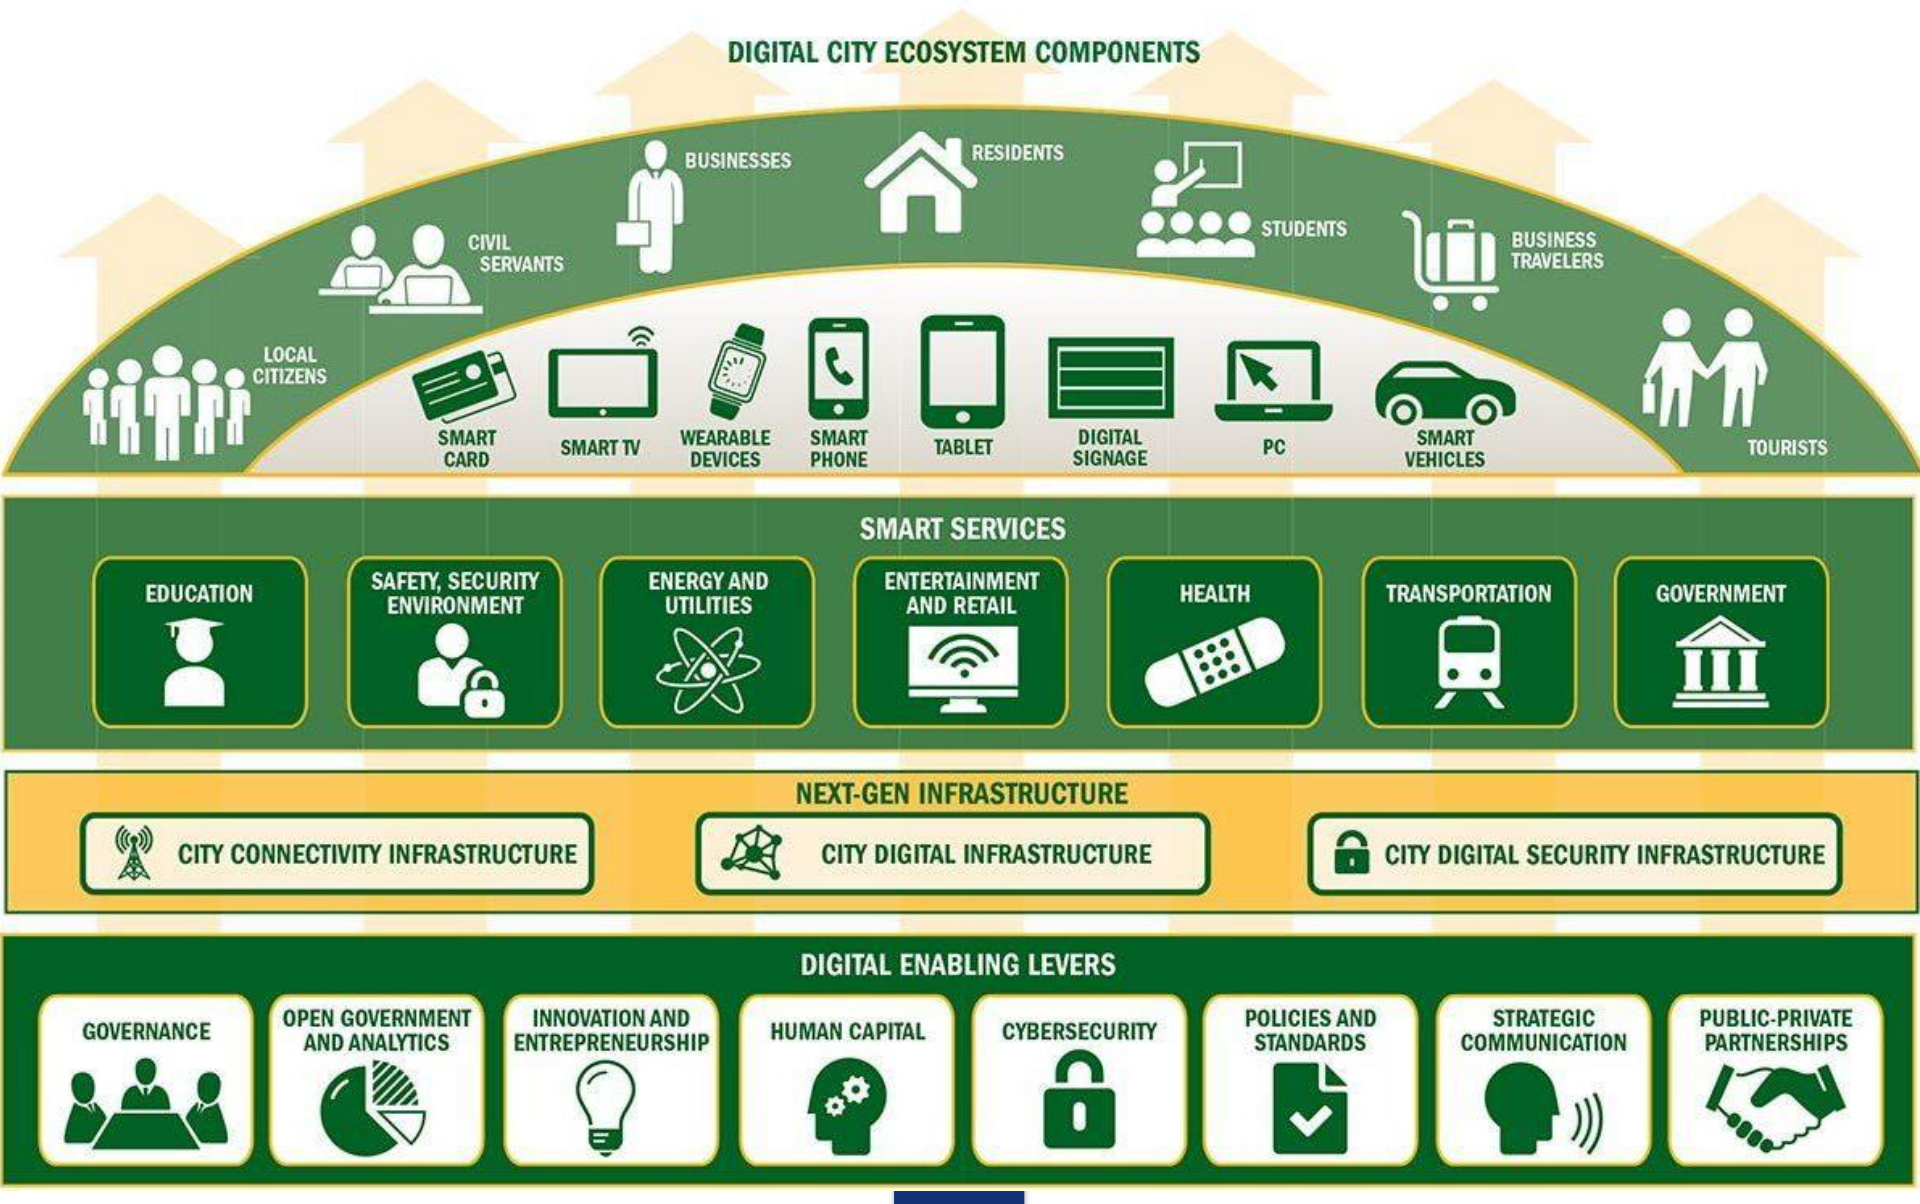 DIGITAL CITY ECOSYSTEM COMPONENTS
BUSINESSES
RESIDENTS
STUDENTS
CIVIL
SERVANTS
BUSINESS
TRAVELERS
LOCAL
CITIZENS
TOURISTS
SMART
CARD
SMART TV
WEARABLE
DEVICES
SMART
PHONE
TABLET
DIGITAL
SIGNAGE
PC
SMART
VEHICLES
SMART SERVICES
EDUCATION
SAFETY, SECURITY
ENVIRONMENT
ENERGY AND
UTILITIES
ENTERTAINMENT
AND RETAIL
HEALTH
TRANSPORTATION
GOVERNMENT
NEXT-GEN INFRASTRUCTURE
CITY CONNECTIVITY INFRASTRUCTURE
CITY DIGITAL INFRASTRUCTURE
CITY DIGITAL SECURITY INFRASTRUCTURE
DIGITAL ENABLING LEVERS
GOVERNANCE
OPEN GOVERNMENT
AND ANALYTICS
INNOVATION AND
ENTREPRENEURSHIP
HUMAN CAPITAL
CYBERSECURITY
POLICIES AND
STANDARDS
STRATEGIC
COMMUNICATION
PUBLIC-PRIVATE
PARTNERSHIPS